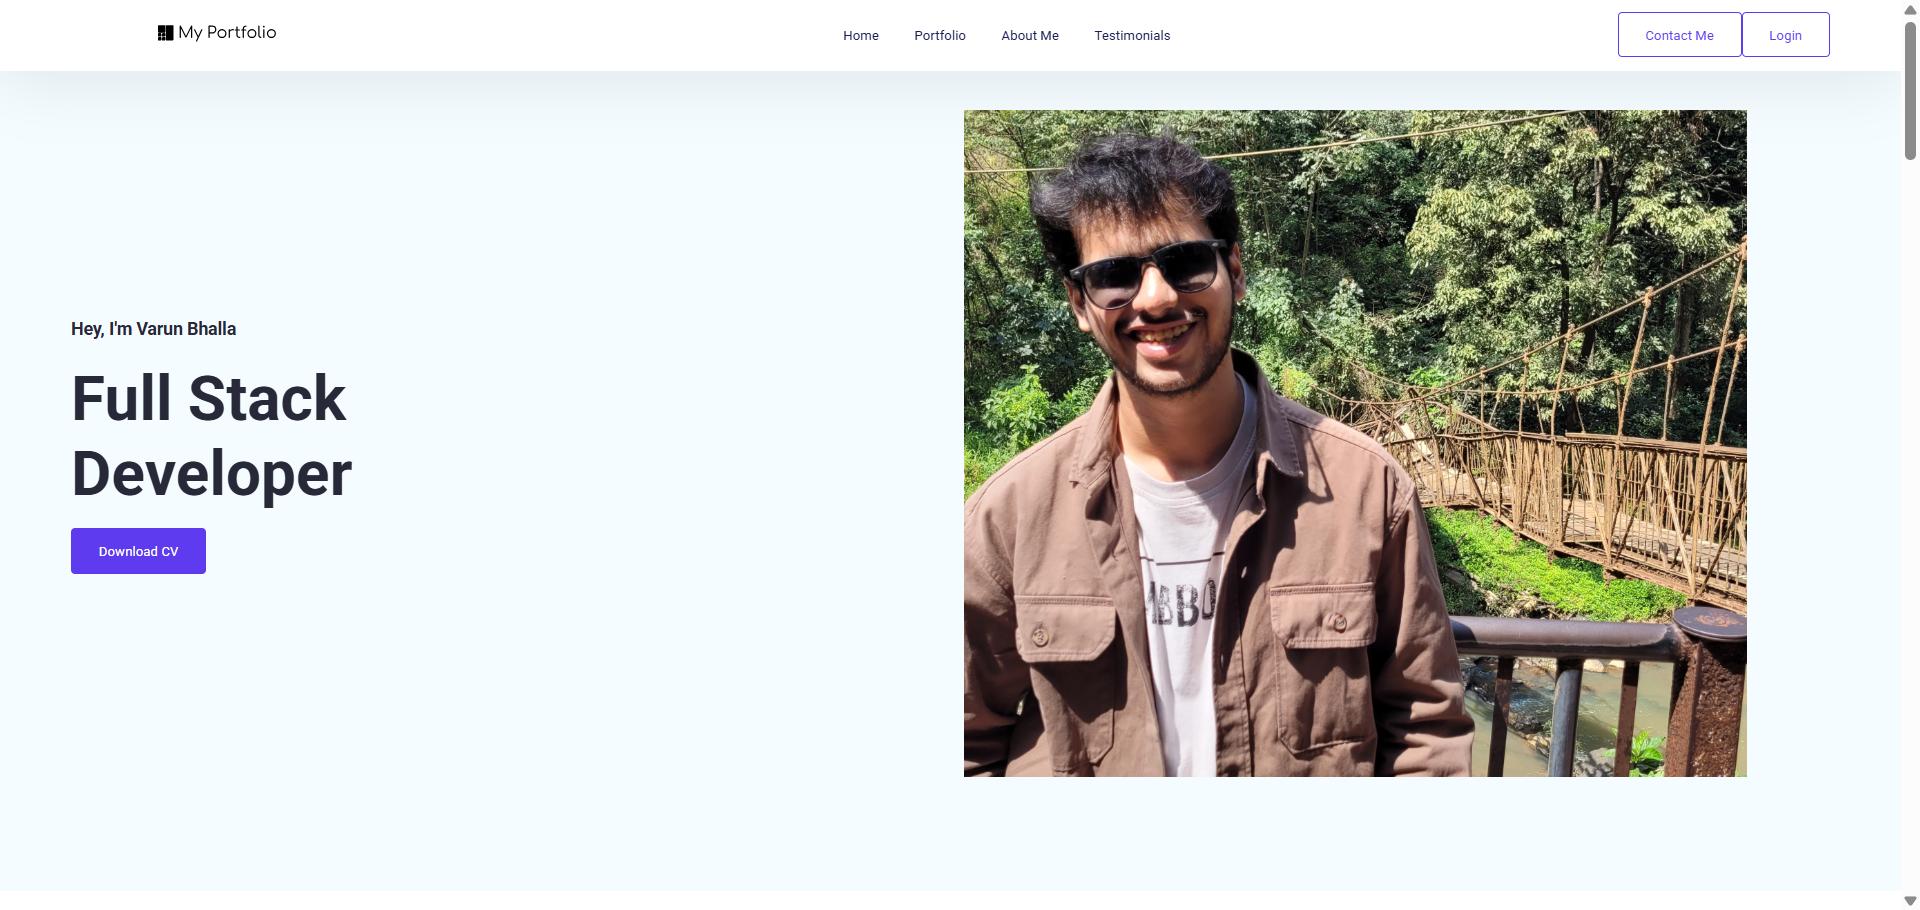 My Portfolio
Home Portfolio About Me Testimonials
Contact Me Login
Hey, I'm Varun Bhalla
Full Stack
Developer
Download CV